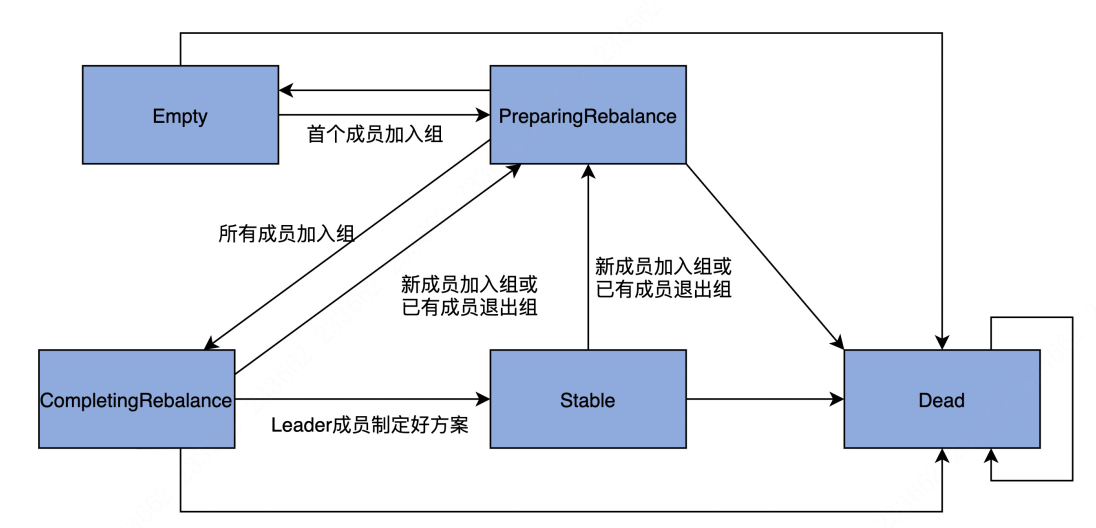 Empty
PreparingRebalance
首个成员加入组
所有成员加入组
新成员加入组或
已有成员退出组
新成员加入组或
已有成员退出组
CompletingRebalance
Stable
Dead
Leader成员制定好方案